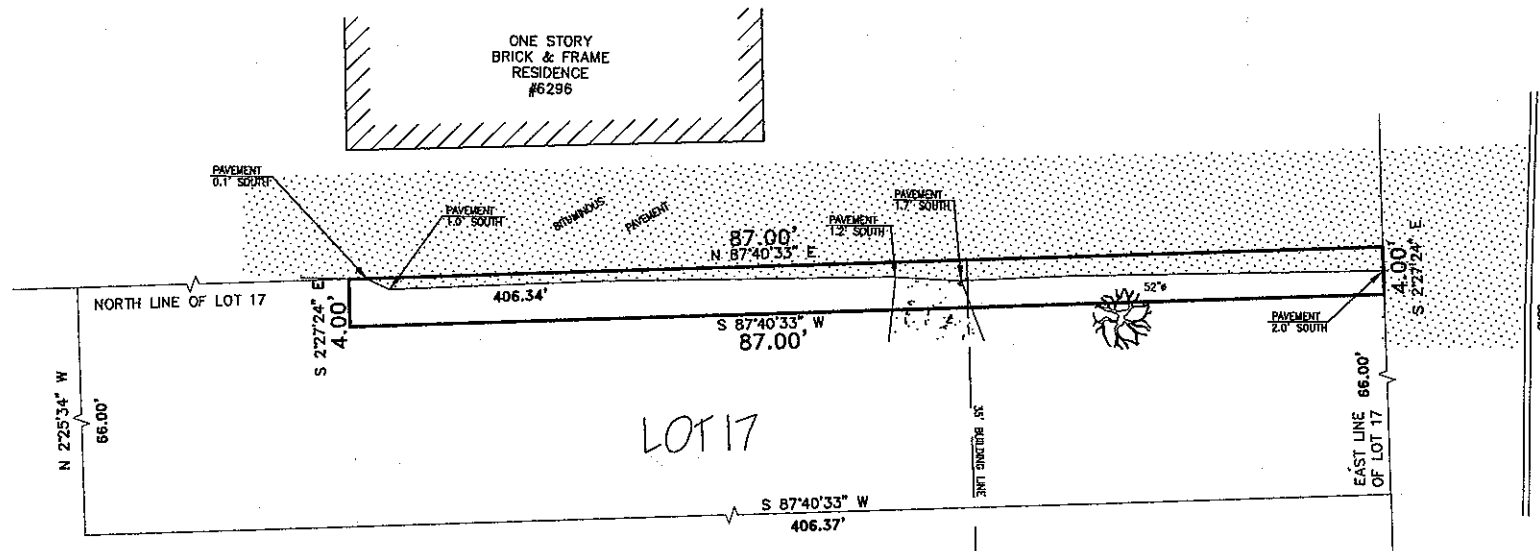 ONE STORY
BRICK & FRAME
RESIDENCE
#6296
PAVEMENT
0.1' SOUTH
PAVEMENT
1.0' SOUTH
BITUMINOUS
PAVEMENT
PAVEMENT
1.7' SOUTH
PAVEMENT
1.2' SOUTH
87.00'
N 87°40'33" E
4.00'
S 2°27'24" E
NORTH LINE OF LOT 17
406.34'
52"ø
S 2°27'24" E
4.00'
S 87°40'33" W
87.00'
PAVEMENT
2.0' SOUTH
N 2°25'34" W
66.00'
LOT 17
35' BUILDING LINE
EAST LINE
OF LOT 17
66.00'
S 87°40'33" W
406.37'